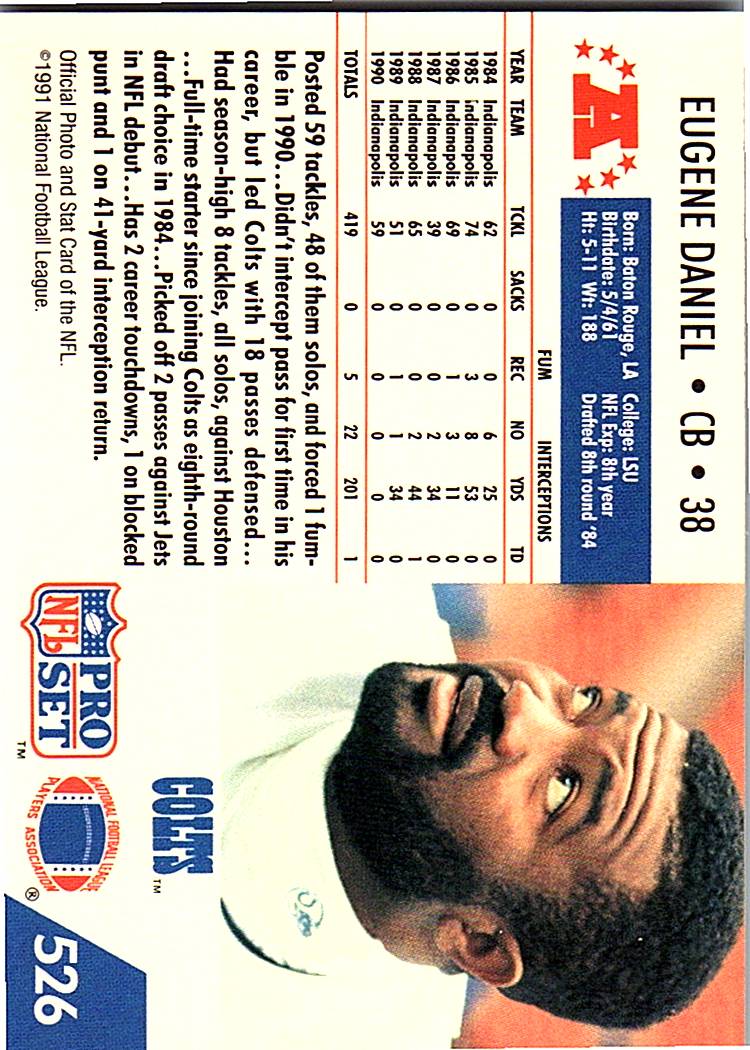 EUGENE DANIEL • CB • 38
A
Born: Baton Rouge, LA College: LSU
Birthdate: 5/4/61 NFL Exp: 8th year
Ht: 5-11 Wt: 188 Drafted 8th round '84
FUM INTERCEPTIONS
YEAR TEAM TCKL SACKS REC NO YDS TD
1984 Indianapolis 62 0 0 6 25 0
1985 Indianapolis 74 0 3 8 53 0
1986 Indianapolis 69 0 1 3 11 0
1987 Indianapolis 39 0 0 2 34 0
1988 Indianapolis 65 0 0 2 44 1
1989 Indianapolis 51 0 1 1 34 0
1990 Indianapolis 59 0 0 0 0 0
TOTALS 419 0 5 22 201 1
Posted 59 tackles, 48 of them solos, and forced 1 fum-
ble in 1990...Didn't intercept pass for first time in his
career, but led Colts with 18 passes defensed...
Had season-high 8 tackles, all solos, against Houston
...Full-time starter since joining Colts as eighth-round
draft choice in 1984...Picked off 2 passes against Jets
in NFL debut...Has 2 career touchdowns, 1 on blocked
punt and 1 on 41-yard interception return.
Official Photo and Stat Card of the NFL.
©1991 National Football League.
COLTS™
PRO
NFL SET™
NATIONAL FOOTBALL LEAGUE
PLAYERS ASSOCIATION®
526